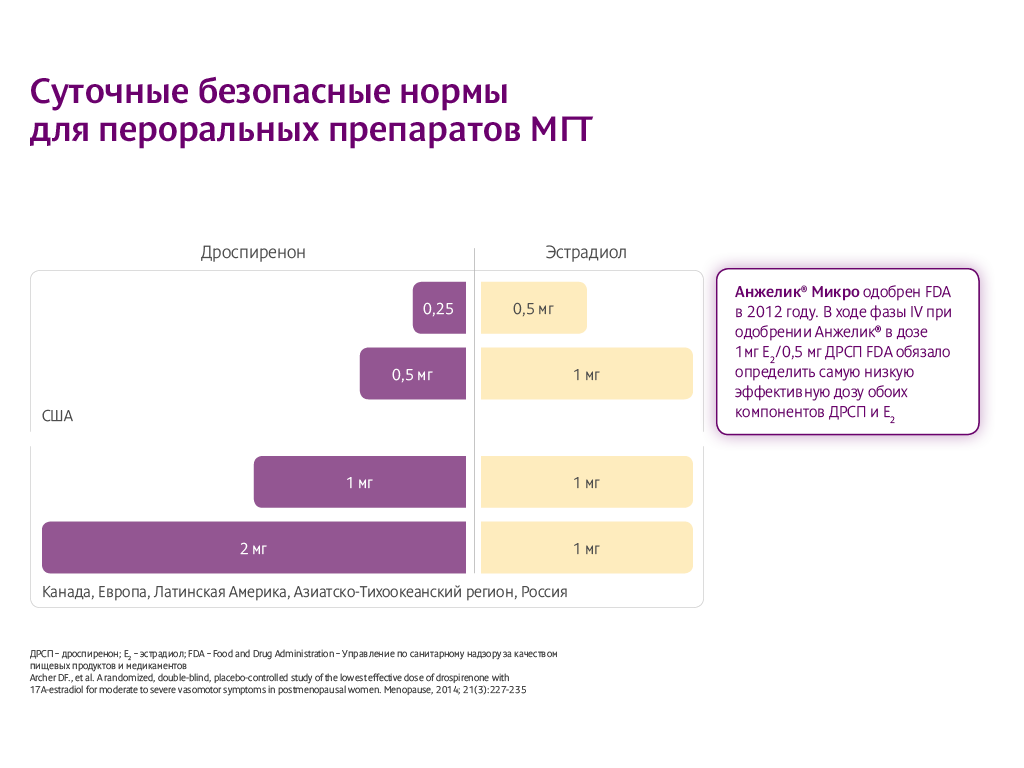 Суточные безопасные нормы
для пероральных препаратов МГТ
Дроспиренон
Эстрадиол
0,25
0,5 мг
0,5 мг
1 мг
США
1 мг
1 мг
2 мг
1 мг
Канада, Европа, Латинская Америка, Азиатско-Тихоокеанский регион, Россия
Анжелик® Микро одобрен FDA
в 2012 году. В ходе фазы IV при
одобрении Анжелик® в дозе
1мг E₂/0,5 мг ДРСП FDA обязало
определить самую низкую
эффективную дозу обоих
компонентов ДРСП и E₂
ДРСП – дроспиренон; E₂ – эстрадиол; FDA – Food and Drug Administration – Управление по санитарному надзору за качеством
пищевых продуктов и медикаментов
Archer DF., et al. A randomized, double-blind, placebo-controlled study of the lowest effective dose of drospirenone with
17A-estradiol for moderate to severe vasomotor symptoms in postmenopausal women. Menopause, 2014; 21(3):227-235